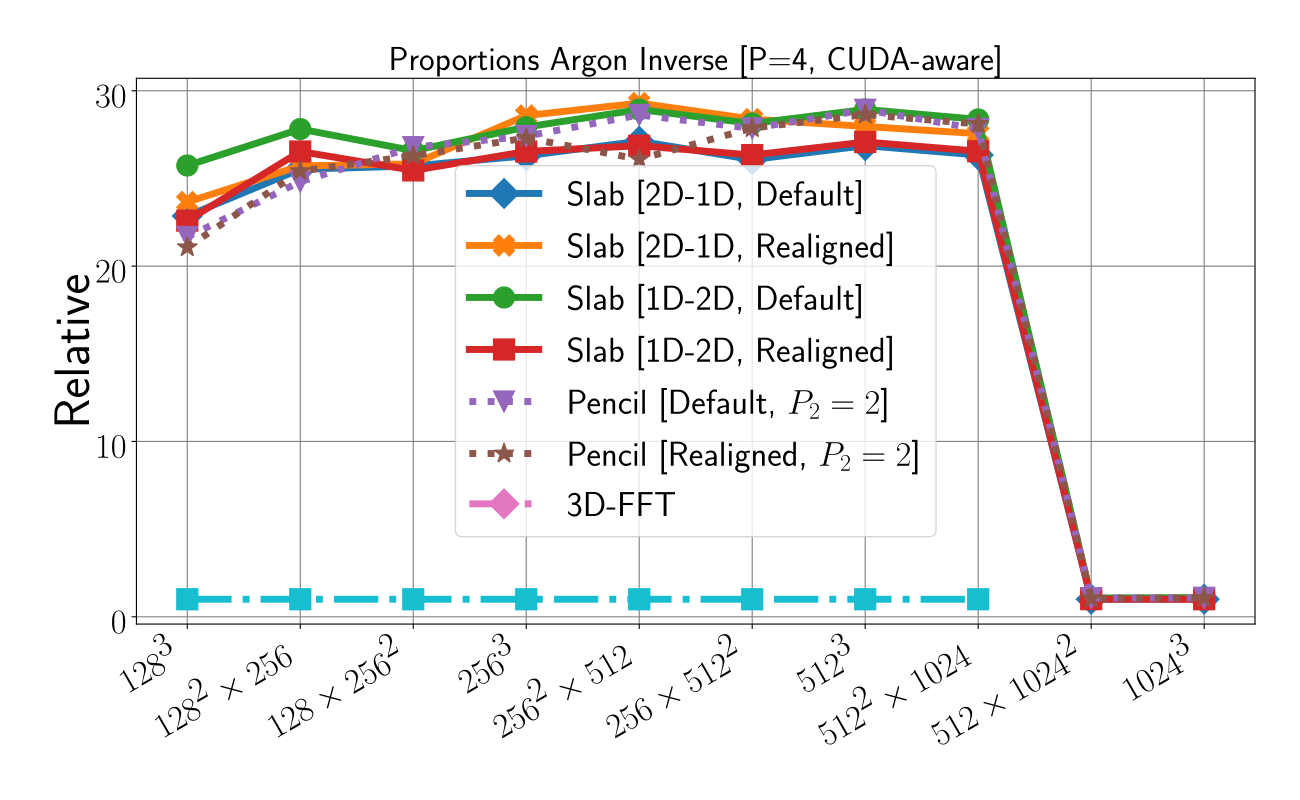 Proportions Argon Inverse [P=4, CUDA-aware]
Relative
30
20
10
0
Slab [2D-1D, Default]
Slab [2D-1D, Realigned]
Slab [1D-2D, Default]
Slab [1D-2D, Realigned]
Pencil [Default, P₂ = 2]
Pencil [Realigned, P₂ = 2]
3D-FFT
128³
128² × 256
128 × 256²
256³
256² × 512
256 × 512²
512³
512² × 1024
512 × 1024²
1024³